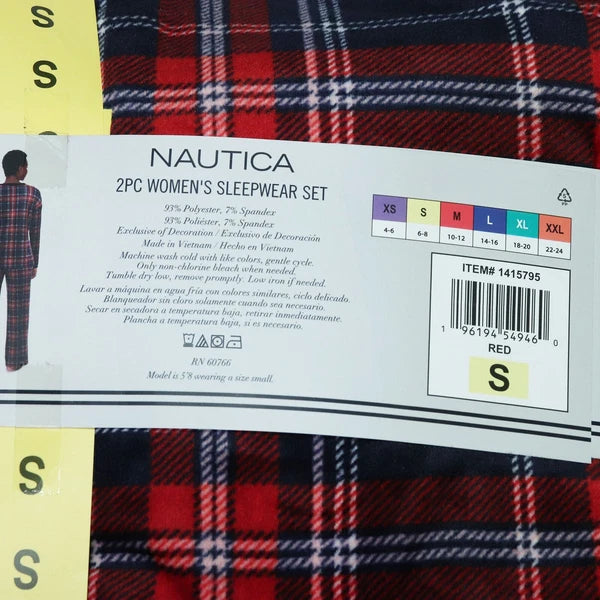 S
S
NAUTICA
2PC WOMEN'S SLEEPWEAR SET
93% Polyester, 7% Spandex
93% Poliéster, 7% Spandex
Exclusive of Decoration / Exclusivo de Decoración
Made in Vietnam / Hecho en Vietnam
Machine wash cold with like colors, gentle cycle.
Only non-chlorine bleach when needed.
Tumble dry low, remove promptly. Low iron if needed.
Lavar a máquina en agua fría con colores similares, ciclo delicado.
Blanqueador sin cloro solamente cuando sea necesario.
Secar en secadora a temperatura baja, retirar inmediatamente.
Plancha a temperatura baja, si es necesario.
RN 60766
Model is 5'8 wearing a size small.
PP
XS S M L XL XXL
4-6 6-8 10-12 14-16 18-20 22-24
ITEM# 1415795
1 96194 54946 0
RED
S
S
S